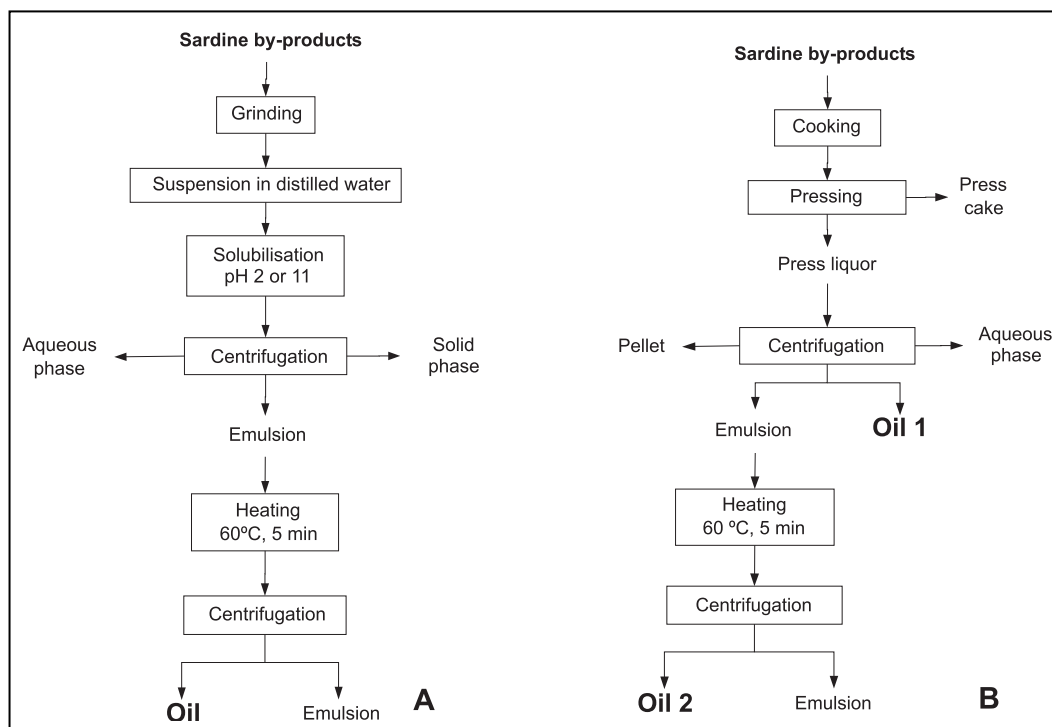 Sardine by-products
Grinding
Suspension in distilled water
Solubilisation
pH 2 or 11
Aqueous
phase
Centrifugation
Solid
phase
Emulsion
Heating
60ºC, 5 min
Centrifugation
Oil
Emulsion
A
Sardine by-products
Cooking
Pressing
Press
cake
Press liquor
Pellet
Centrifugation
Aqueous
phase
Emulsion
Oil 1
Heating
60 ºC, 5 min
Centrifugation
Oil 2
Emulsion
B